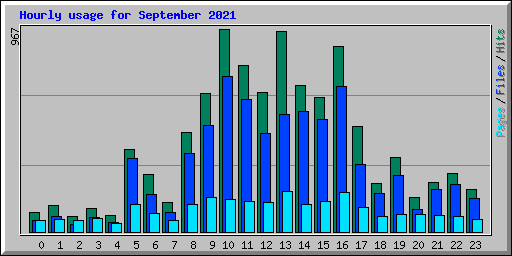 Hourly usage for September 2021
967
Pages/Files/Hits
0 1 2 3 4 5 6 7 8 9 10 11 12 13 14 15 16 17 18 19 20 21 22 23